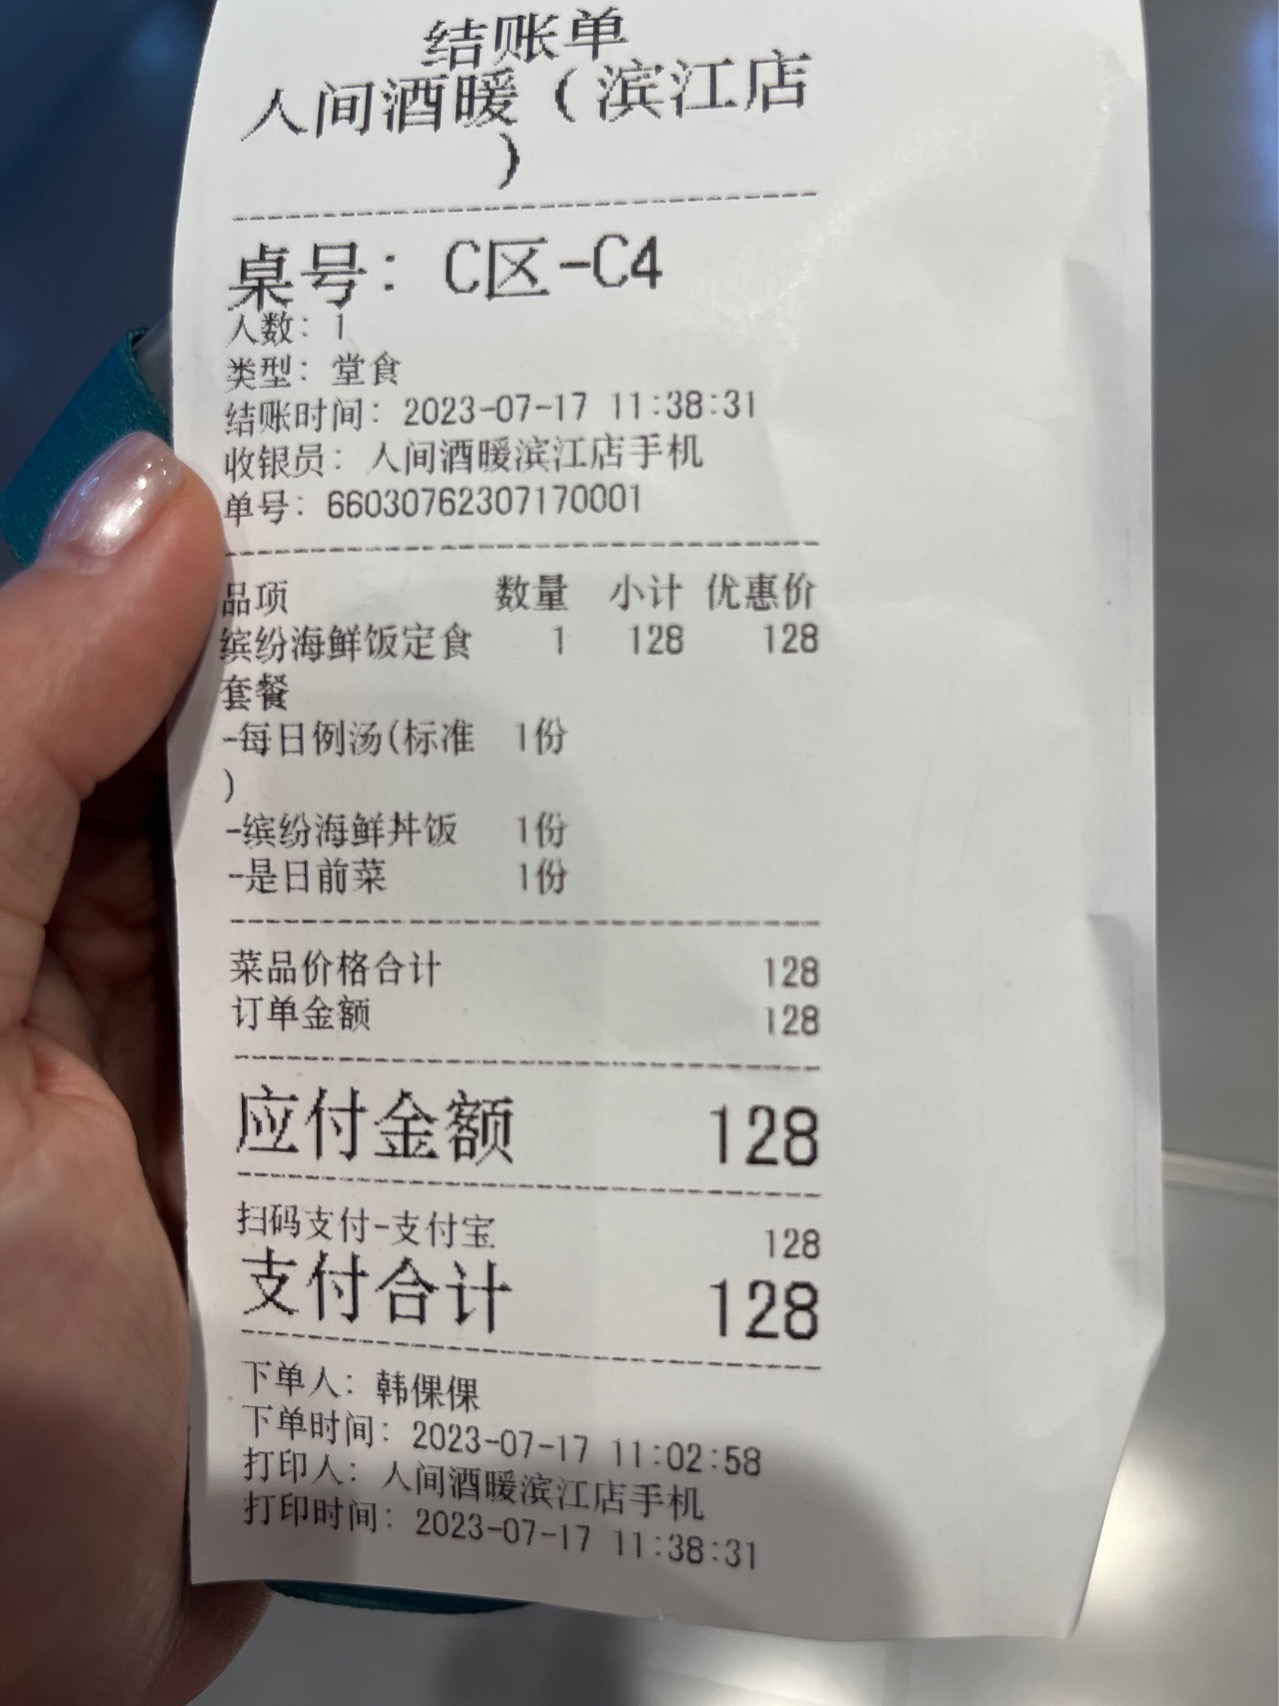 结账单
人间酒暖（滨江店
）
桌号：C区-C4
人数：1
类型：堂食
结账时间：2023-07-17 11:38:31
收银员：人间酒暖滨江店手机
单号：66030762307170001
品项 数量 小计 优惠价
缤纷海鲜饭定食 1 128 128
套餐
-每日例汤(标准 1份
)
-缤纷海鲜丼饭 1份
-是日前菜 1份
菜品价格合计 128
订单金额 128
应付金额 128
扫码支付-支付宝 128
支付合计 128
下单人：韩倮倮
下单时间：2023-07-17 11:02:58
打印人：人间酒暖滨江店手机
打印时间：2023-07-17 11:38:31